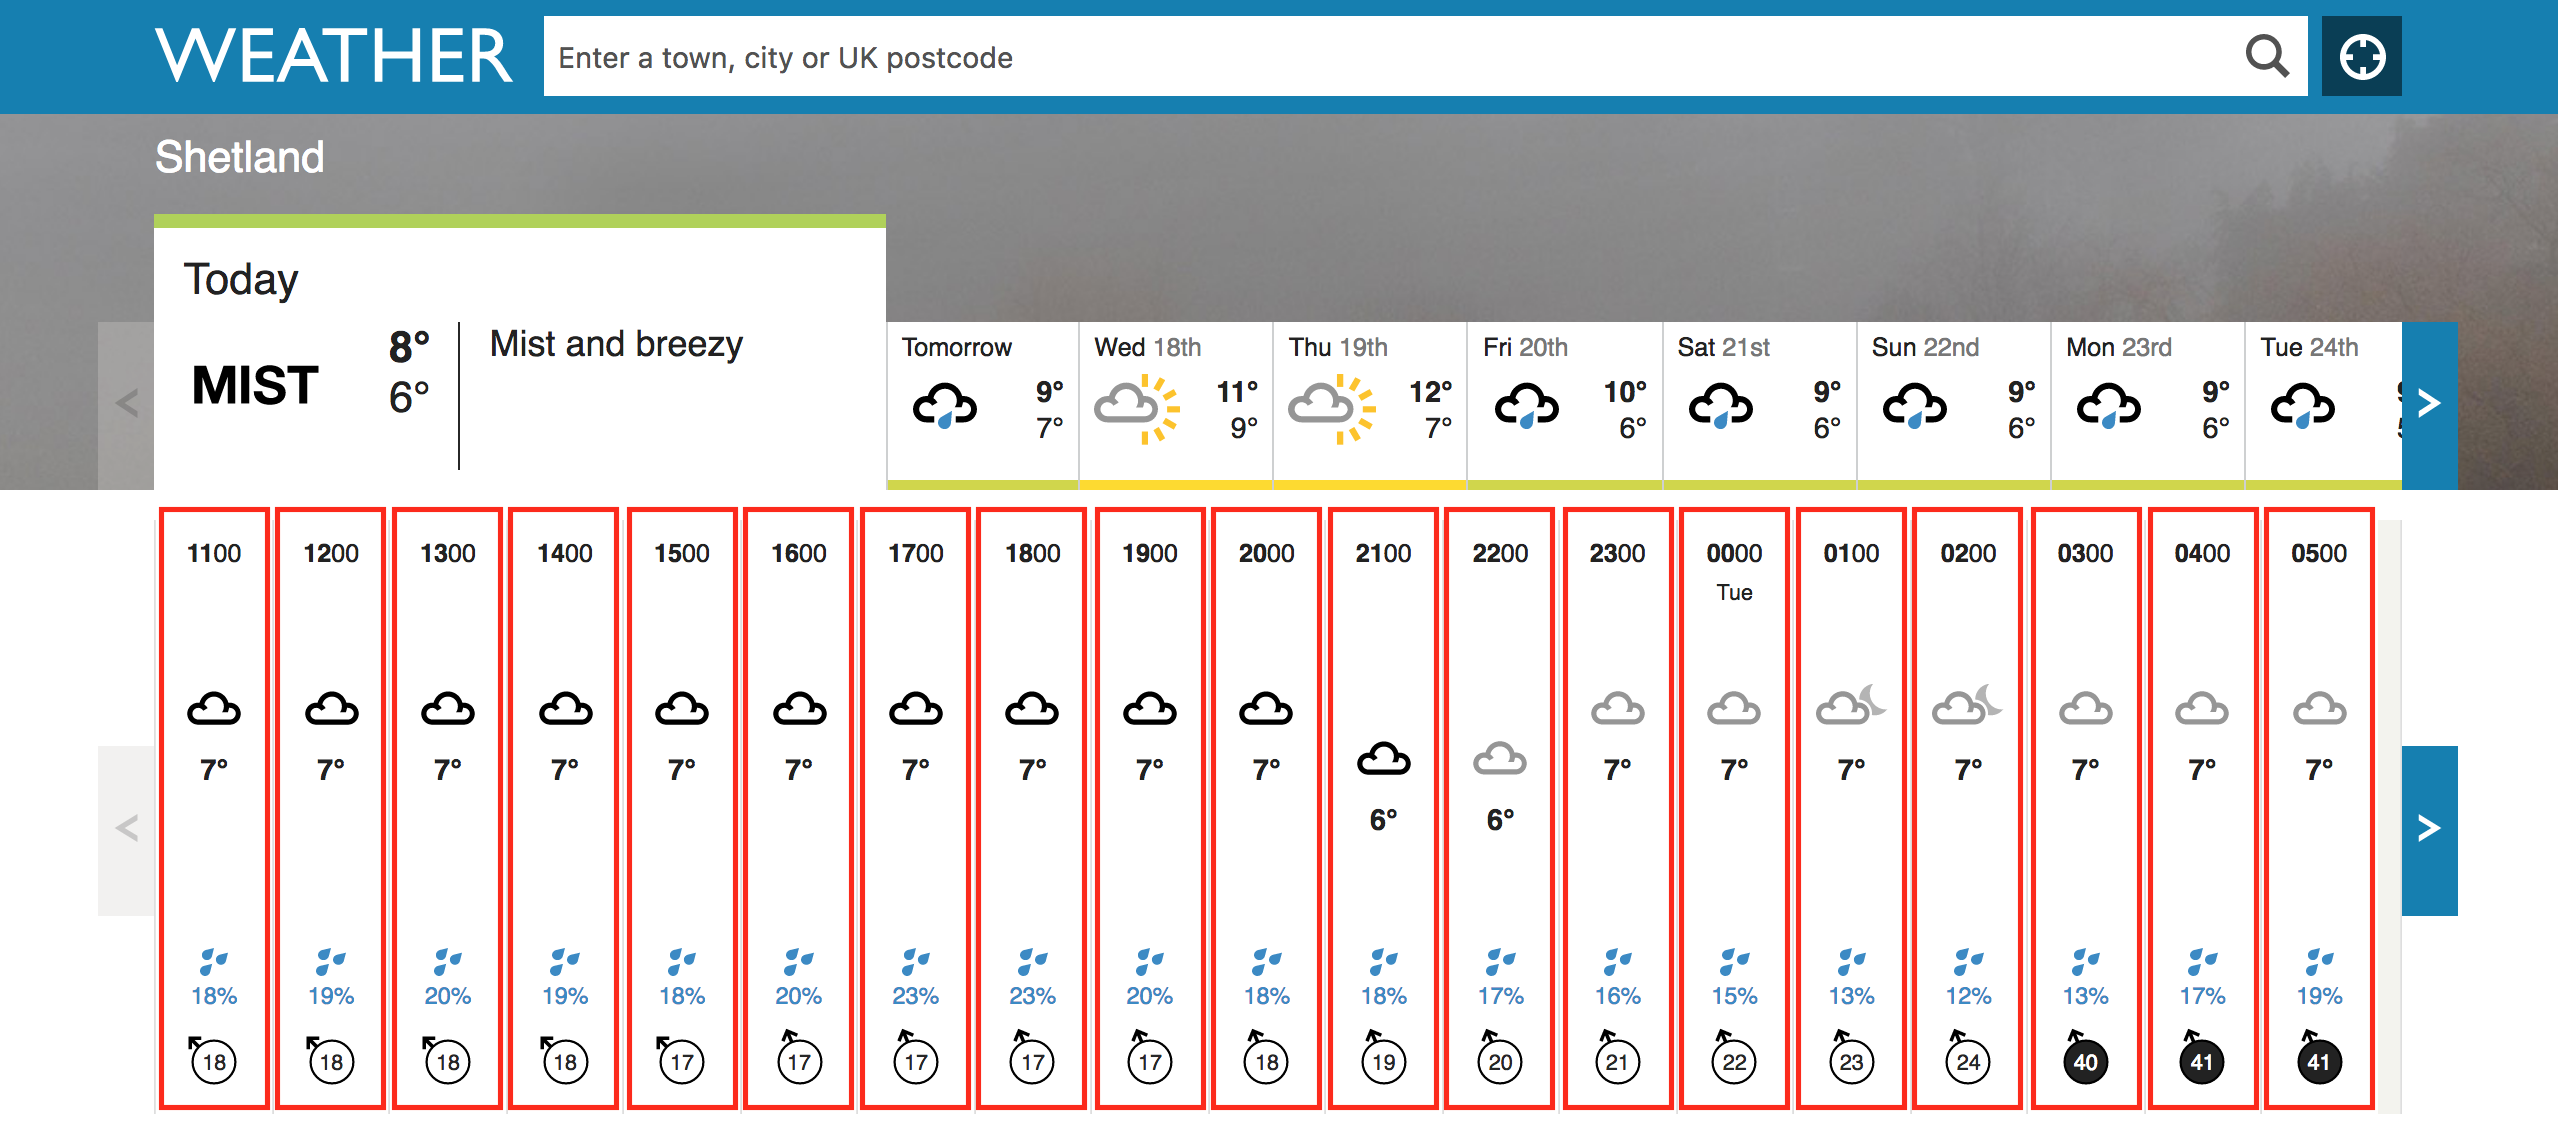 WEATHER
Enter a town, city or UK postcode
Shetland
Today
MIST
8°
6°
Mist and breezy
Tomorrow
9°
7°
Wed 18th
11°
9°
Thu 19th
12°
7°
Fri 20th
10°
6°
Sat 21st
9°
6°
Sun 22nd
9°
6°
Mon 23rd
9°
6°
Tue 24th
1100 1200 1300 1400 1500 1600 1700 1800 1900 2000 2100 2200 2300 0000 0100 0200 0300 0400 0500
Tue
7° 7° 7° 7° 7° 7° 7° 7° 7° 7° 7° 7° 7° 7° 7° 7° 7°
6° 6°
18% 19% 20% 19% 18% 20% 23% 23% 20% 18% 18% 17% 16% 15% 13% 12% 13% 17% 19%
18 18 18 18 17 17 17 17 17 18 19 20 21 22 23 24 40 41 41